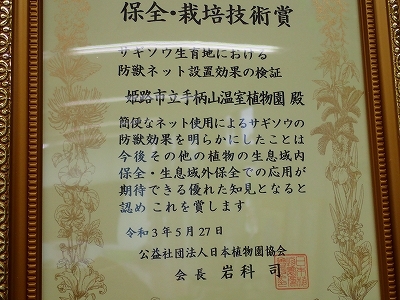 保全・栽培技術賞
サギソウ生育地における
防獣ネット設置効果の検証
姫路市立手柄山温室植物園 殿
簡便なネット使用によるサギソウの
防獣効果を明らかにしたことは
今後その他の植物の生息域内
保全・生息域外保全での応用が
期待できる優れた知見となると
認め これを賞します
令和3年5月27日
公益社団法人日本植物園協会
会長 岩科 司